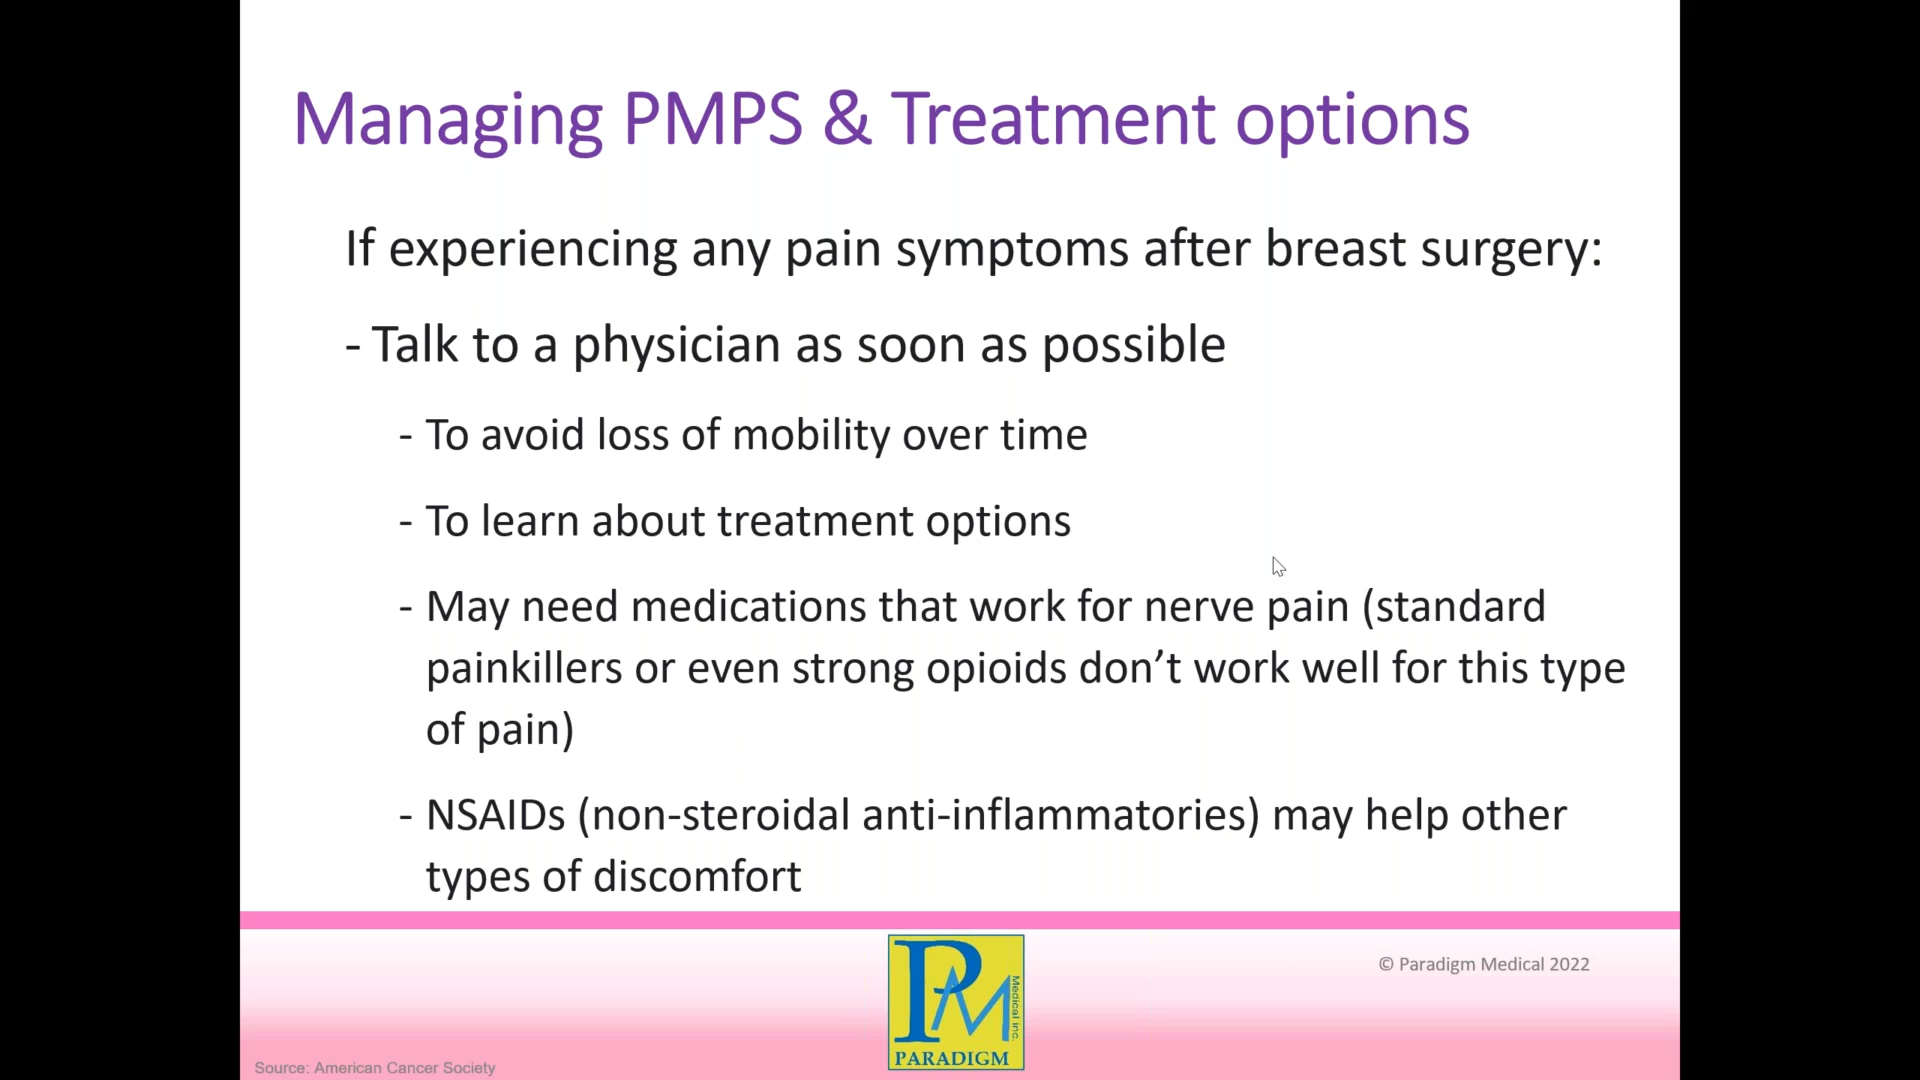 Managing PMPS & Treatment options
If experiencing any pain symptoms after breast surgery:
- Talk to a physician as soon as possible
- To avoid loss of mobility over time
- To learn about treatment options
- May need medications that work for nerve pain (standard
painkillers or even strong opioids don’t work well for this type
of pain)
- NSAIDs (non-steroidal anti-inflammatories) may help other
types of discomfort
© Paradigm Medical 2022
PM
Medical inc.
PARADIGM
Source: American Cancer Society